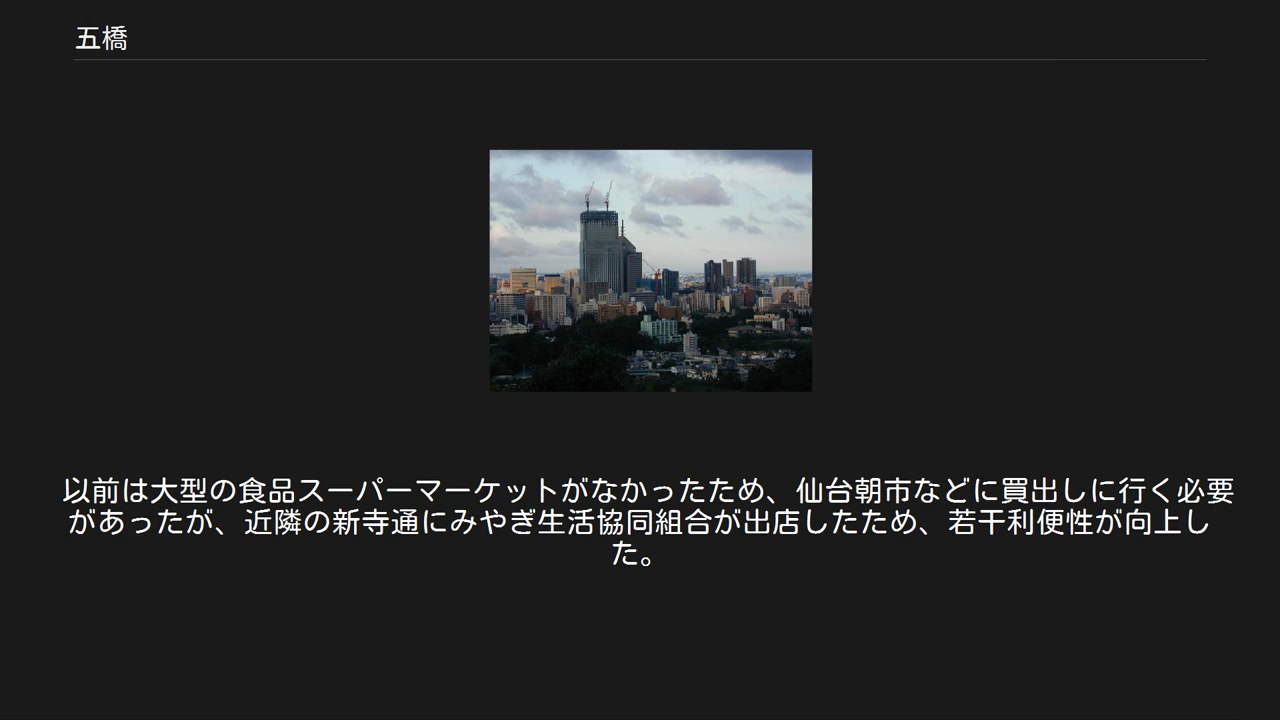 五橋
以前は大型の食品スーパーマーケットがなかったため、仙台朝市などに買出しに行く必要
があったが、近隣の新寺通にみやぎ生活協同組合が出店したため、若干利便性が向上し
た。